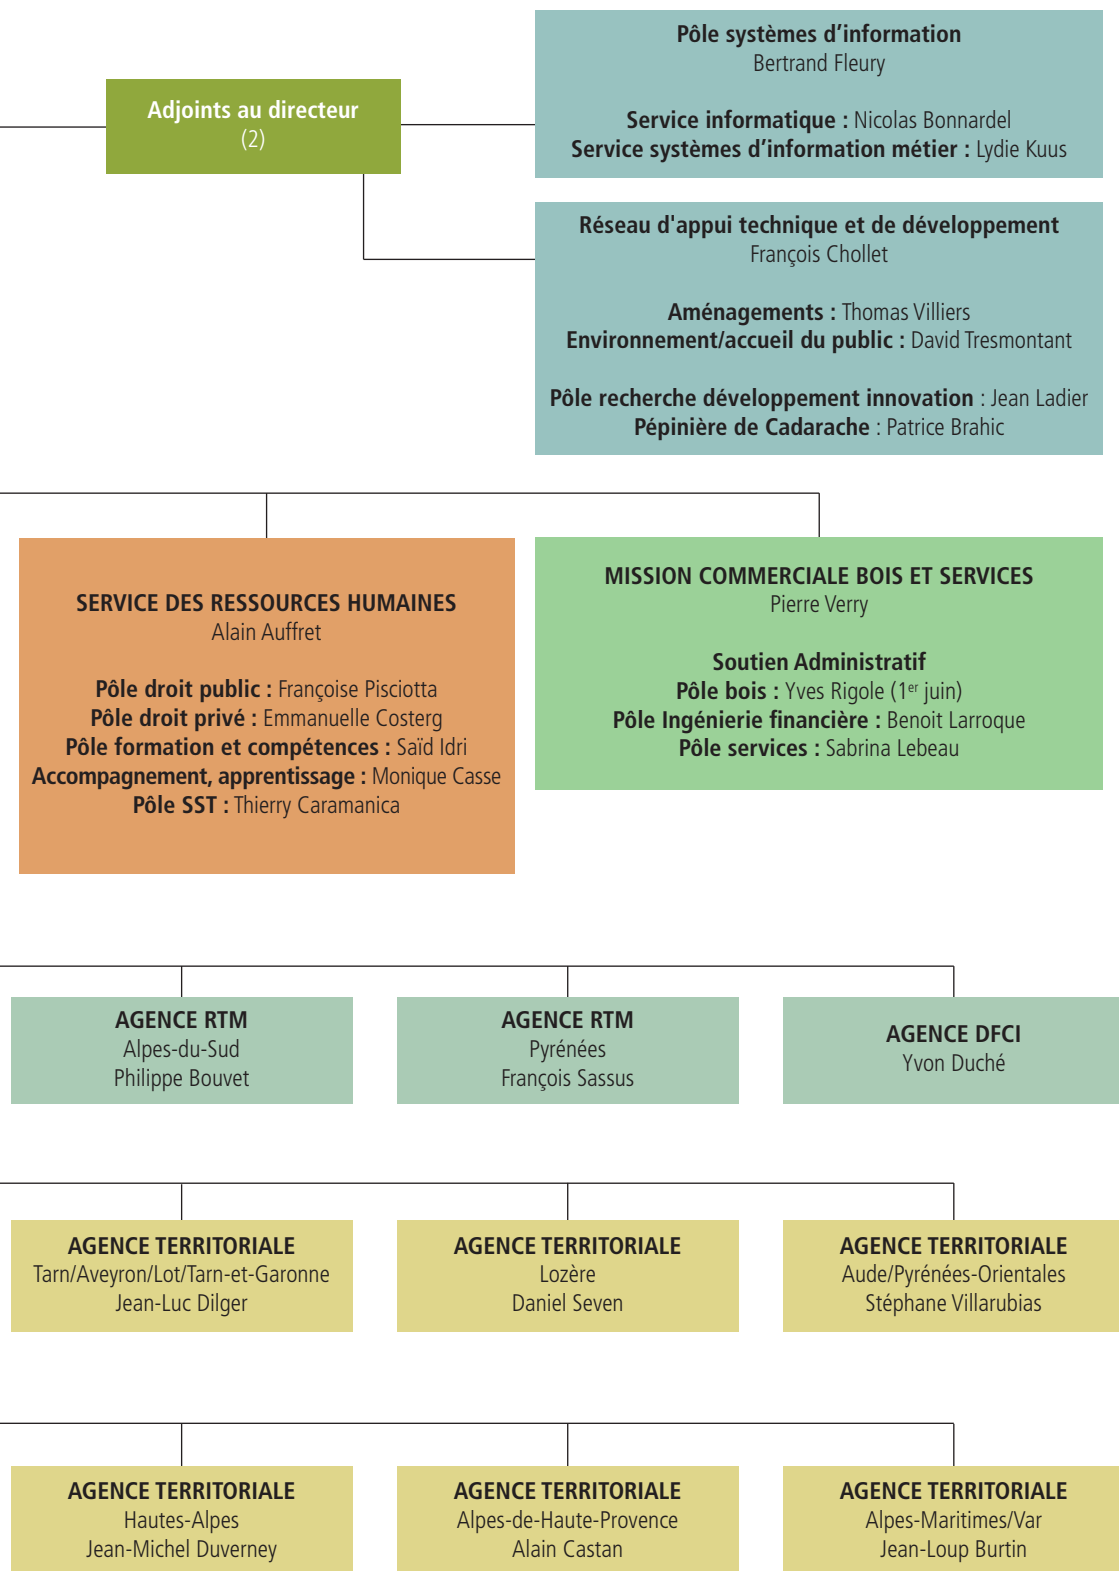 Pôle systèmes d’information
Bertrand Fleury
Service informatique : Nicolas Bonnardel
Service systèmes d’information métier : Lydie Kuus
Adjoints au directeur
(2)
Réseau d'appui technique et de développement
François Chollet
Aménagements : Thomas Villiers
Environnement/accueil du public : David Tresmontant
Pôle recherche développement innovation : Jean Ladier
Pépinière de Cadarache : Patrice Brahic
SERVICE DES RESSOURCES HUMAINES
Alain Auffret
Pôle droit public : Françoise Pisciotta
Pôle droit privé : Emmanuelle Costerg
Pôle formation et compétences : Saïd Idri
Accompagnement, apprentissage : Monique Casse
Pôle SST : Thierry Caramanica
MISSION COMMERCIALE BOIS ET SERVICES
Pierre Verry
Soutien Administratif
Pôle bois : Yves Rigole (1er juin)
Pôle Ingénierie financière : Benoit Larroque
Pôle services : Sabrina Lebeau
AGENCE RTM
Alpes-du-Sud
Philippe Bouvet
AGENCE RTM
Pyrénées
François Sassus
AGENCE DFCI
Yvon Duché
AGENCE TERRITORIALE
Tarn/Aveyron/Lot/Tarn-et-Garonne
Jean-Luc Dilger
AGENCE TERRITORIALE
Lozère
Daniel Seven
AGENCE TERRITORIALE
Aude/Pyrénées-Orientales
Stéphane Villarubias
AGENCE TERRITORIALE
Hautes-Alpes
Jean-Michel Duverney
AGENCE TERRITORIALE
Alpes-de-Haute-Provence
Alain Castan
AGENCE TERRITORIALE
Alpes-Maritimes/Var
Jean-Loup Burtin